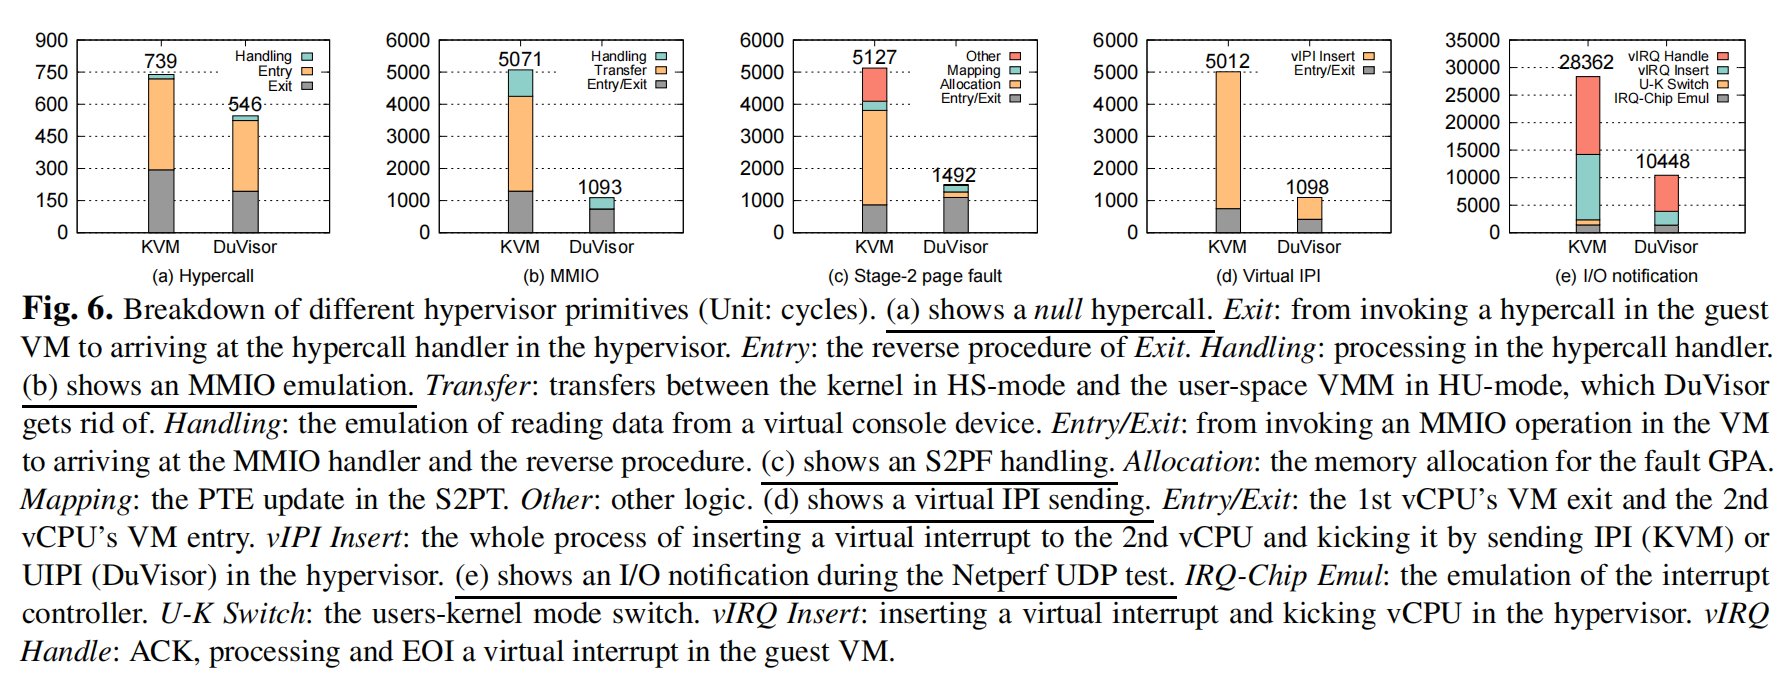 900
750
600
450
300
150
0
739
546
Handling
Entry
Exit
KVM DuVisor
(a) Hypercall
6000
5000
4000
3000
2000
1000
0
5071
1093
Handling
Transfer
Entry/Exit
KVM DuVisor
(b) MMIO
6000
5000
4000
3000
2000
1000
0
5127
1492
Other
Mapping
Allocation
Entry/Exit
KVM DuVisor
(c) Stage-2 page fault
6000
5000
4000
3000
2000
1000
0
5012
1098
vIPI Insert
Entry/Exit
KVM DuVisor
(d) Virtual IPI
35000
30000
25000
20000
15000
10000
5000
0
28362
10448
vIRQ Handle
vIRQ Insert
U-K Switch
IRQ-Chip Emul
KVM DuVisor
(e) I/O notification
Fig. 6. Breakdown of different hypervisor primitives (Unit: cycles). (a) shows a null hypercall. Exit: from invoking a hypercall in the guest
VM to arriving at the hypercall handler in the hypervisor. Entry: the reverse procedure of Exit. Handling: processing in the hypercall handler.
(b) shows an MMIO emulation. Transfer: transfers between the kernel in HS-mode and the user-space VMM in HU-mode, which DuVisor
gets rid of. Handling: the emulation of reading data from a virtual console device. Entry/Exit: from invoking an MMIO operation in the VM
to arriving at the MMIO handler and the reverse procedure. (c) shows an S2PF handling. Allocation: the memory allocation for the fault GPA.
Mapping: the PTE update in the S2PT. Other: other logic. (d) shows a virtual IPI sending. Entry/Exit: the 1st vCPU's VM exit and the 2nd
vCPU's VM entry. vIPI Insert: the whole process of inserting a virtual interrupt to the 2nd vCPU and kicking it by sending IPI (KVM) or
UIPI (DuVisor) in the hypervisor. (e) shows an I/O notification during the Netperf UDP test. IRQ-Chip Emul: the emulation of the interrupt
controller. U-K Switch: the users-kernel mode switch. vIRQ Insert: inserting a virtual interrupt and kicking vCPU in the hypervisor. vIRQ
Handle: ACK, processing and EOI a virtual interrupt in the guest VM.